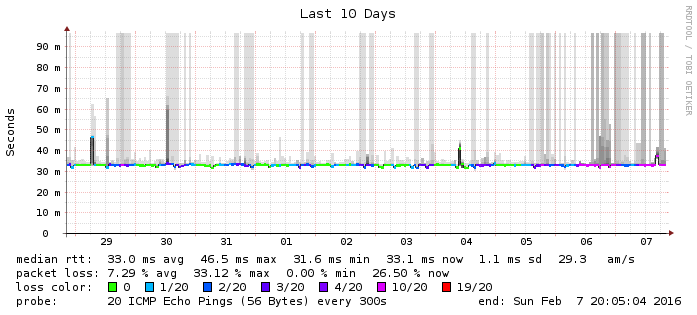 Last 10 Days
RRDTOOL / TOBI OETIKER
Seconds
90 m
80 m
70 m
60 m
50 m
40 m
30 m
20 m
10 m
0
29 30 31 01 02 03 04 05 06 07
median rtt: 33.0 ms avg 46.5 ms max 31.6 ms min 33.1 ms now 1.1 ms sd 29.3 am/s
packet loss: 7.29 % avg 33.12 % max 0.00 % min 26.50 % now
loss color: 0 1/20 2/20 3/20 4/20 10/20 19/20
probe: 20 ICMP Echo Pings (56 Bytes) every 300s end: Sun Feb 7 20:05:04 2016